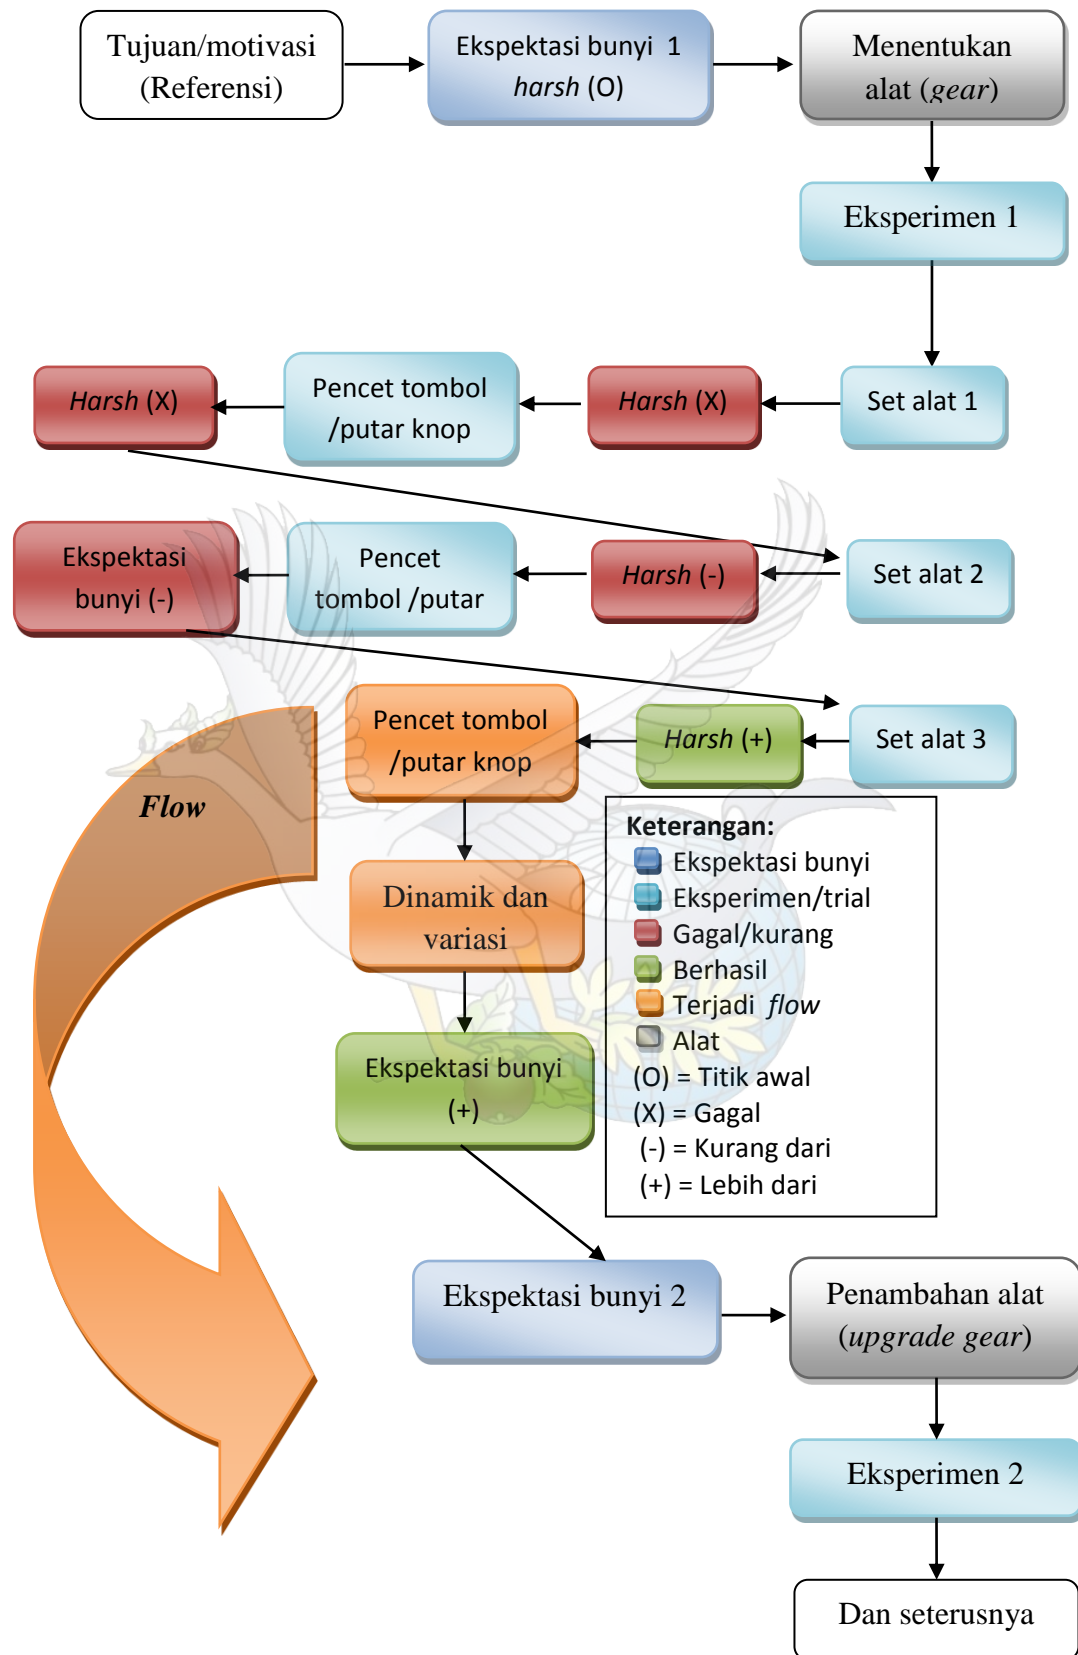 Tujuan/motivasi
(Referensi)
Ekspektasi bunyi 1
harsh (O)
Menentukan
alat (gear)
Eksperimen 1
Harsh (X)
Pencet tombol
/putar knop
Harsh (X)
Set alat 1
Ekspektasi
bunyi (-)
Pencet
tombol /putar
Harsh (-)
Set alat 2
Pencet tombol
/putar knop
Harsh (+)
Set alat 3
Flow
Dinamik dan
variasi
Ekspektasi bunyi
(+)
Keterangan:
Ekspektasi bunyi
Eksperimen/trial
Gagal/kurang
Berhasil
Terjadi flow
Alat
(O) = Titik awal
(X) = Gagal
(-) = Kurang dari
(+) = Lebih dari
Ekspektasi bunyi 2
Penambahan alat
(upgrade gear)
Eksperimen 2
Dan seterusnya